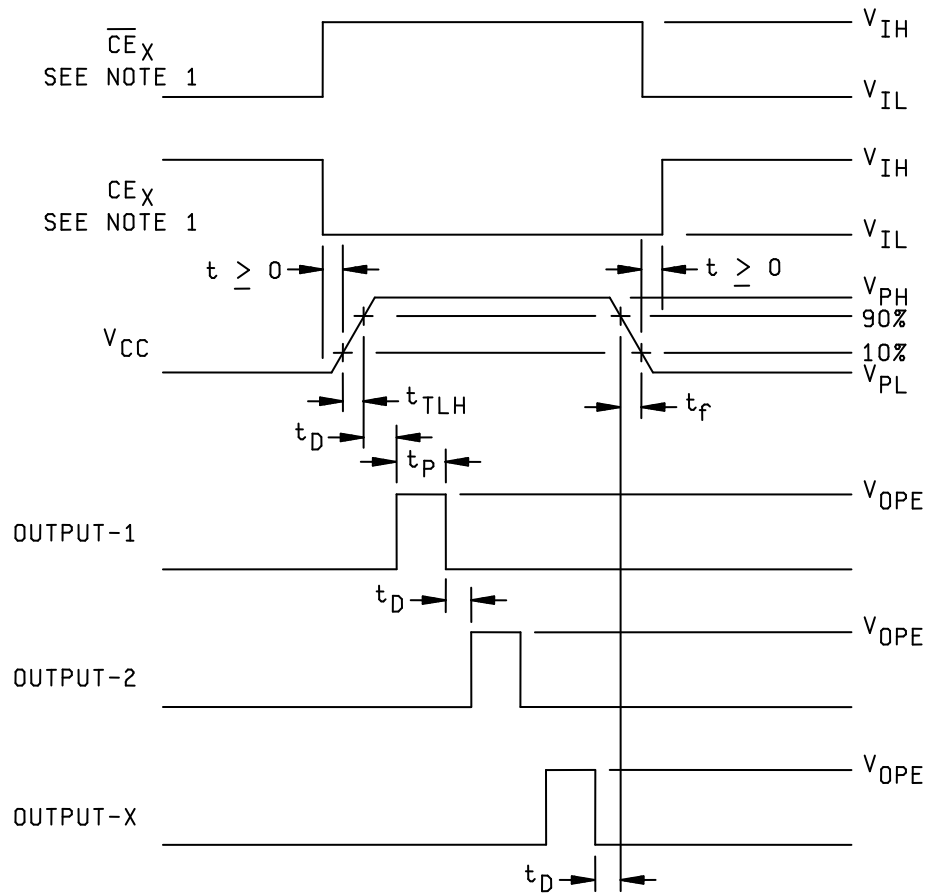 CE̅X VIH
SEE NOTE 1
VIL
CEX VIH
SEE NOTE 1
VIL
t ≥ 0 t ≥ 0
VPH
90%
VCC
10%
VPL
tTLH tf
tD
tP
VOPE
OUTPUT-1
tD
VOPE
OUTPUT-2
VOPE
OUTPUT-X
tD